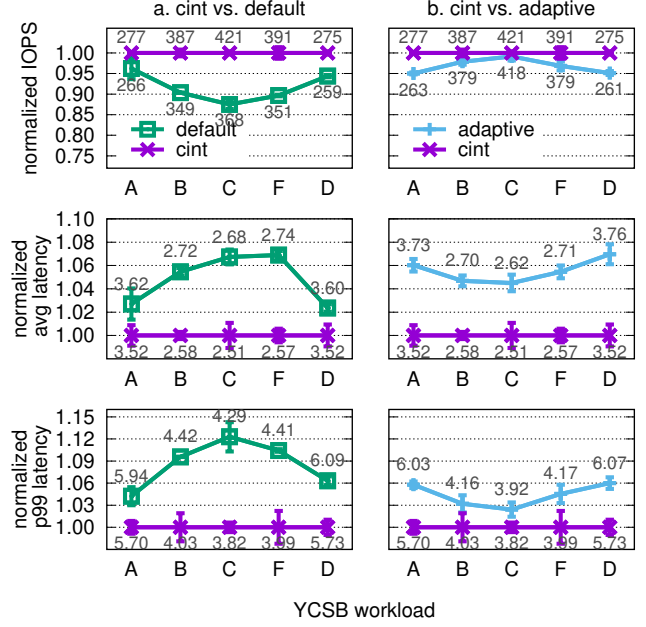 a. cint vs. default
b. cint vs. adaptive
normalized IOPS
1.00
0.95
0.90
0.85
0.80
0.75
277 387 421 391 275
266 349 368 351 259
default
cint
A B C F D
277 387 421 391 275
263 379 418 379 261
adaptive
cint
A B C F D
normalized
avg latency
1.10
1.08
1.06
1.04
1.02
1.00
3.62 2.72 2.68 2.74 3.60
3.52 2.58 2.51 2.57 3.52
A B C F D
3.73 2.70 2.62 2.71 3.76
3.52 2.58 2.51 2.57 3.52
A B C F D
normalized
p99 latency
1.15
1.12
1.09
1.06
1.03
1.00
5.94 4.42 4.29 4.41 6.09
5.70 4.03 3.82 3.99 5.73
A B C F D
6.03 4.16 3.92 4.17 6.07
5.70 4.03 3.82 3.99 5.73
A B C F D
YCSB workload